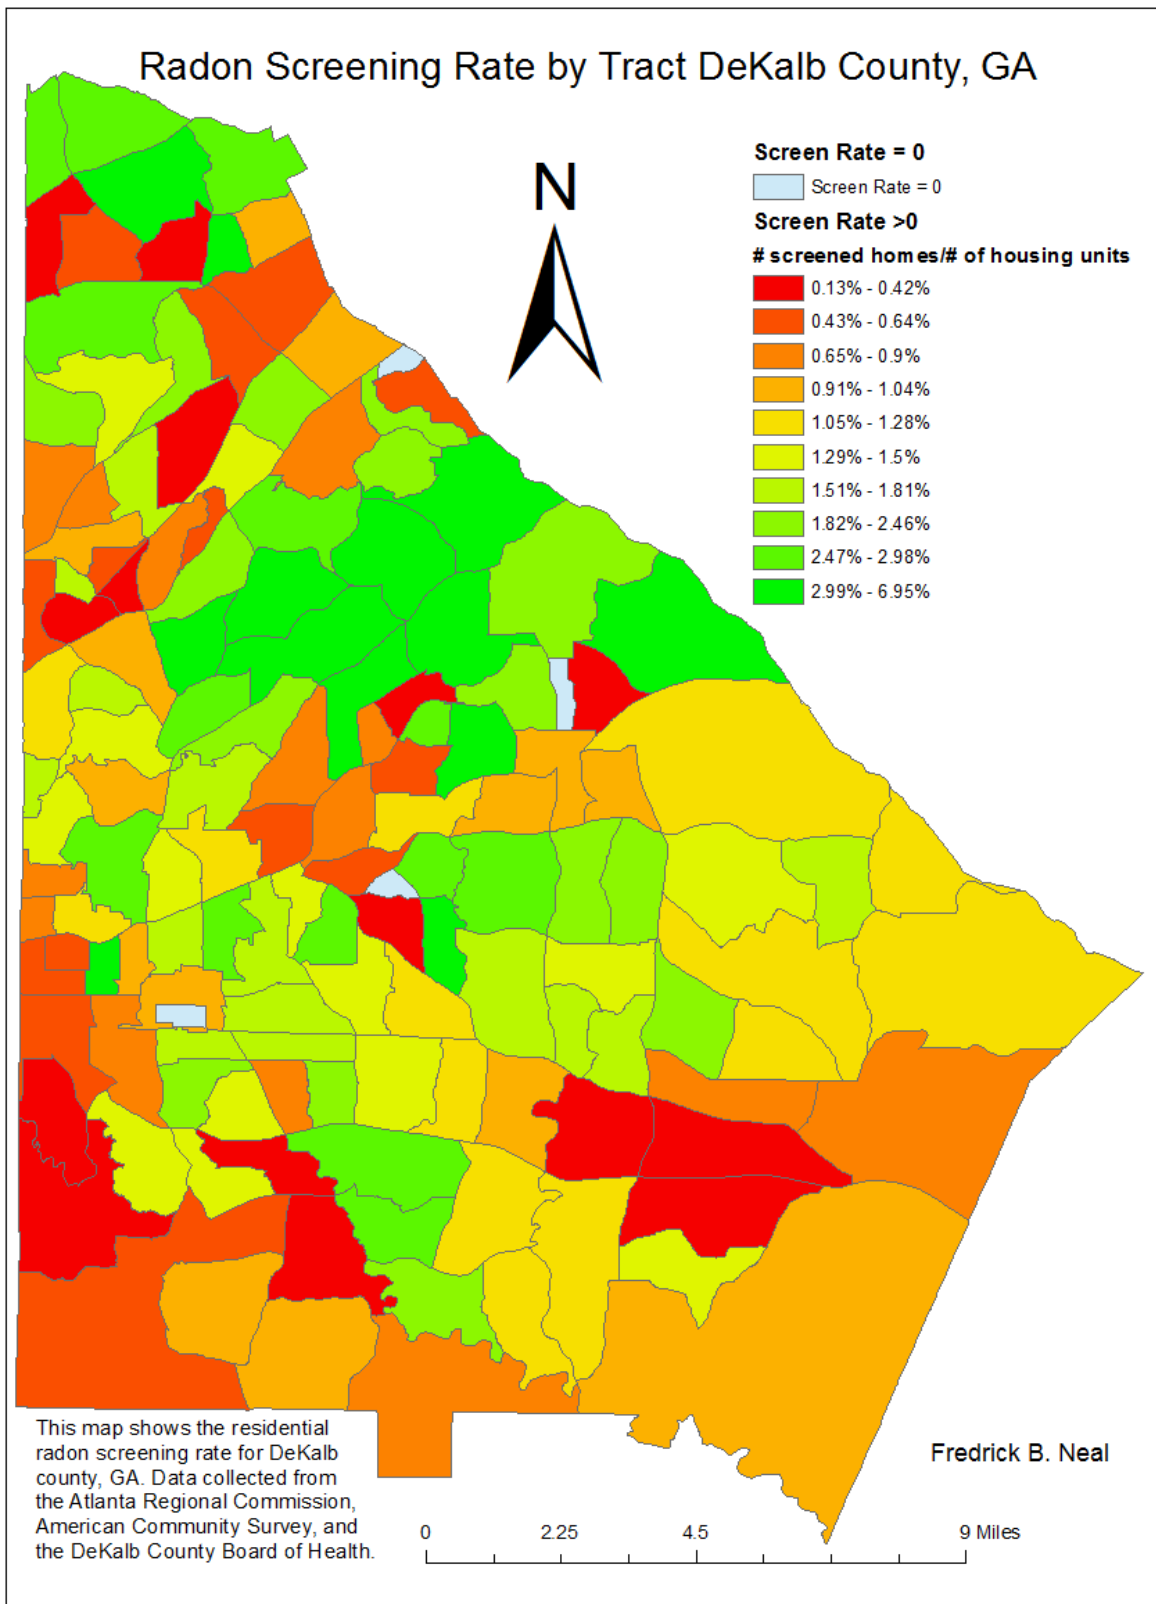 Radon Screening Rate by Tract DeKalb County, GA
N
Screen Rate = 0
Screen Rate = 0
Screen Rate >0
# screened homes/# of housing units
0.13% - 0.42%
0.43% - 0.64%
0.65% - 0.9%
0.91% - 1.04%
1.05% - 1.28%
1.29% - 1.5%
1.51% - 1.81%
1.82% - 2.46%
2.47% - 2.98%
2.99% - 6.95%
This map shows the residential
radon screening rate for DeKalb
county, GA. Data collected from
the Atlanta Regional Commission,
American Community Survey, and
the DeKalb County Board of Health.
Fredrick B. Neal
0 2.25 4.5 9 Miles